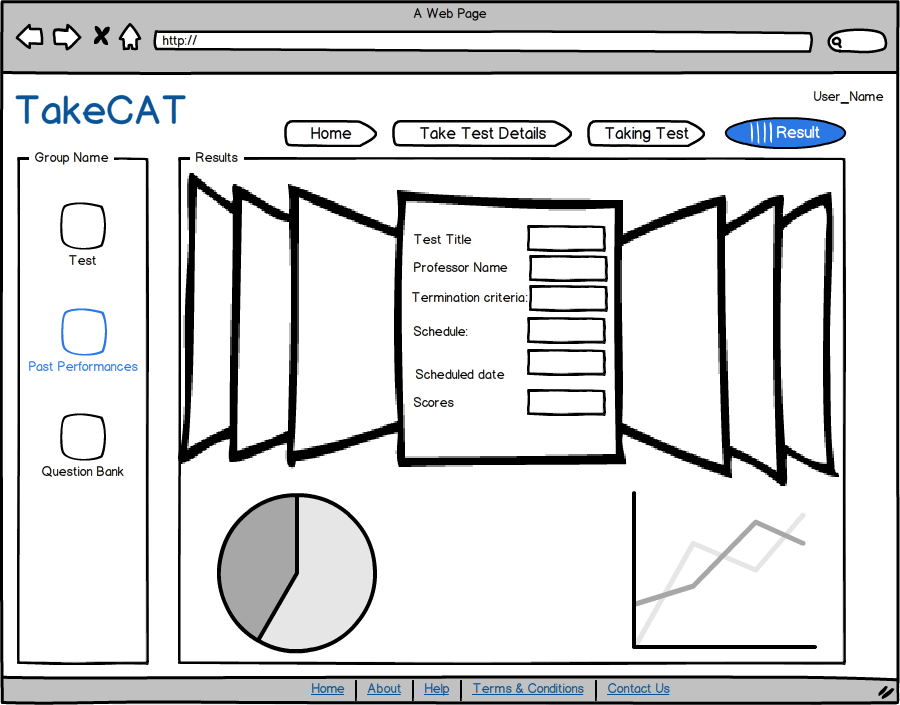 A Web Page
http://
TakeCAT
User_Name
Home
Take Test Details
Taking Test
Result
Group Name
Test
Past Performances
Question Bank
Results
Test Title
Professor Name
Termination criteria:
Schedule:
Scheduled date
Scores
Home About Help Terms & Conditions Contact Us